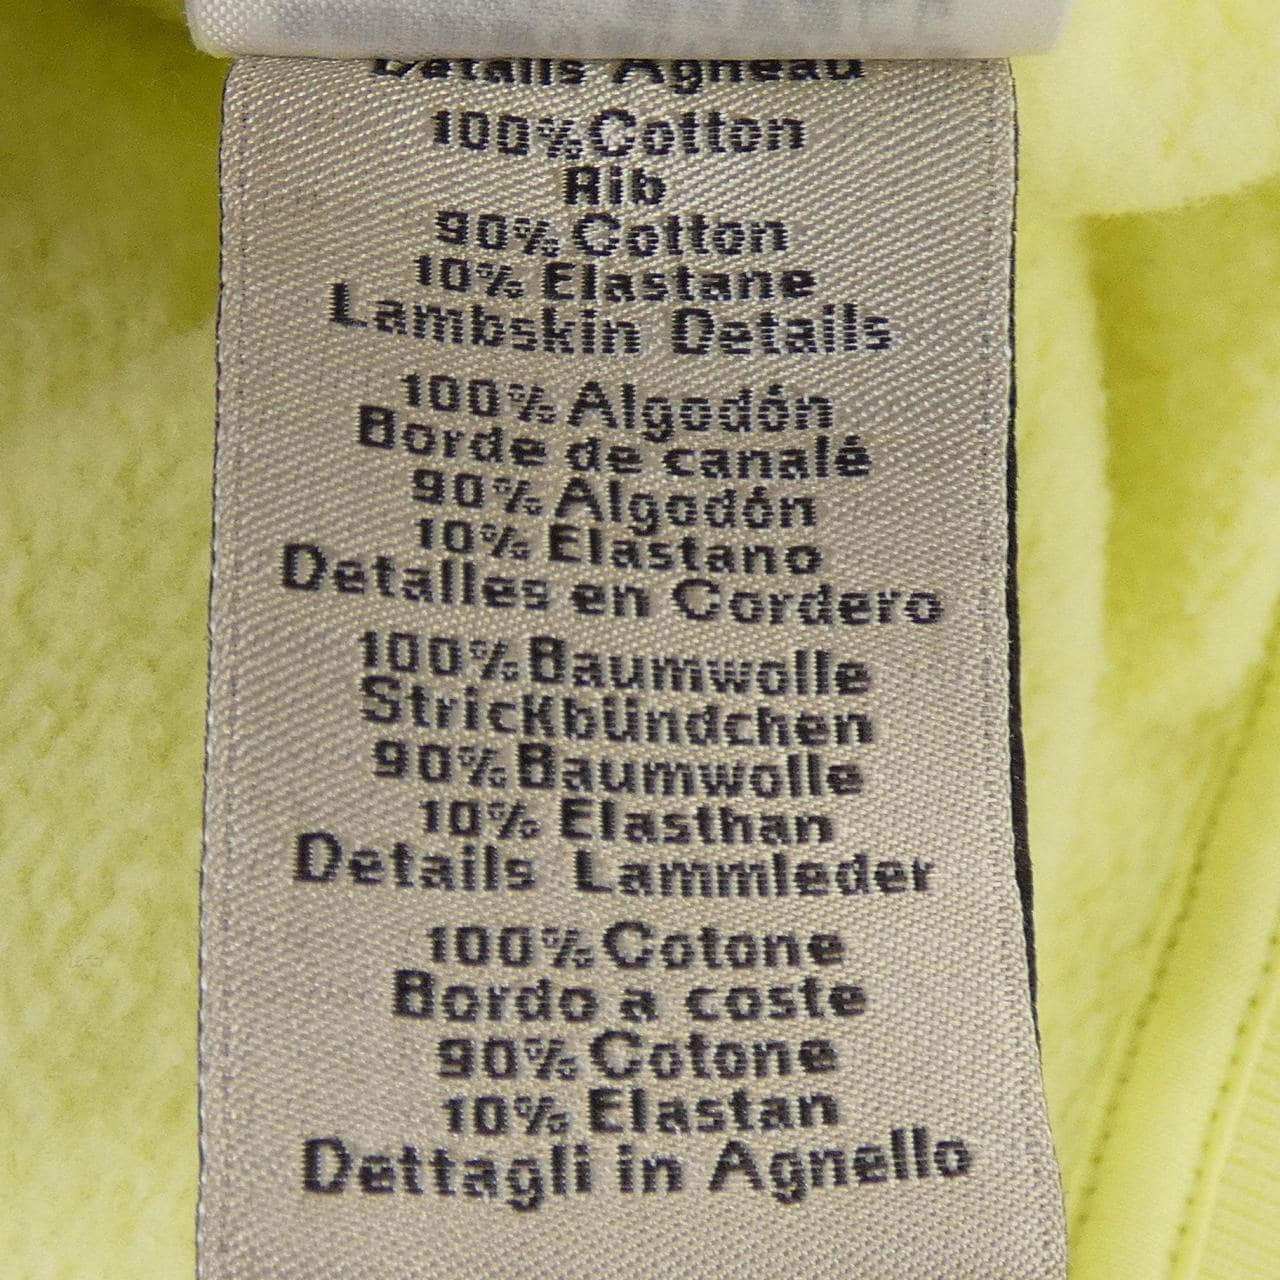 Details Agneau
100% Cotton
Rib
90% Cotton
10% Elastane
Lambskin Details
100% Algodón
Borde de canalé
90% Algodón
10% Elastano
Detalles en Cordero
100% Baumwolle
Strickbündchen
90% Baumwolle
10% Elasthan
Details Lammleder
100% Cotone
Bordo a coste
90% Cotone
10% Elastan
Dettagli in Agnello